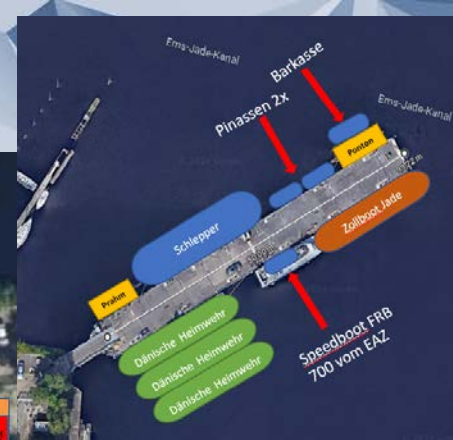 Ems-Jade-Kanal
Barkasse
Ems-Jade-Kanal
Pinassen 2x
Ponton
Schlepper
Zollboot Jade
Prahm
Dänische Heimwehr
Dänische Heimwehr
Dänische Heimwehr
Speedboot FRB
700 vom EAZ